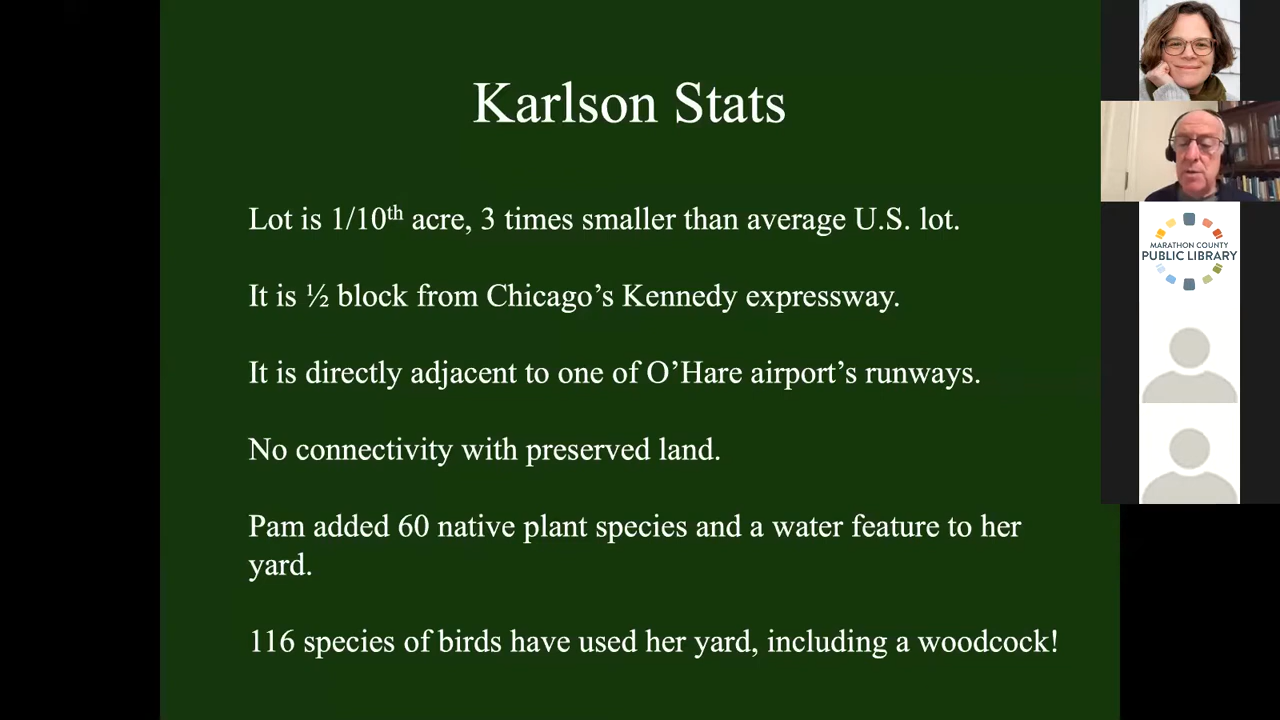 Karlson Stats
Lot is 1/10th acre, 3 times smaller than average U.S. lot.
It is ½ block from Chicago’s Kennedy expressway.
It is directly adjacent to one of O’Hare airport’s runways.
No connectivity with preserved land.
Pam added 60 native plant species and a water feature to her
yard.
116 species of birds have used her yard, including a woodcock!
MARATHON COUNTY
PUBLIC LIBRARY